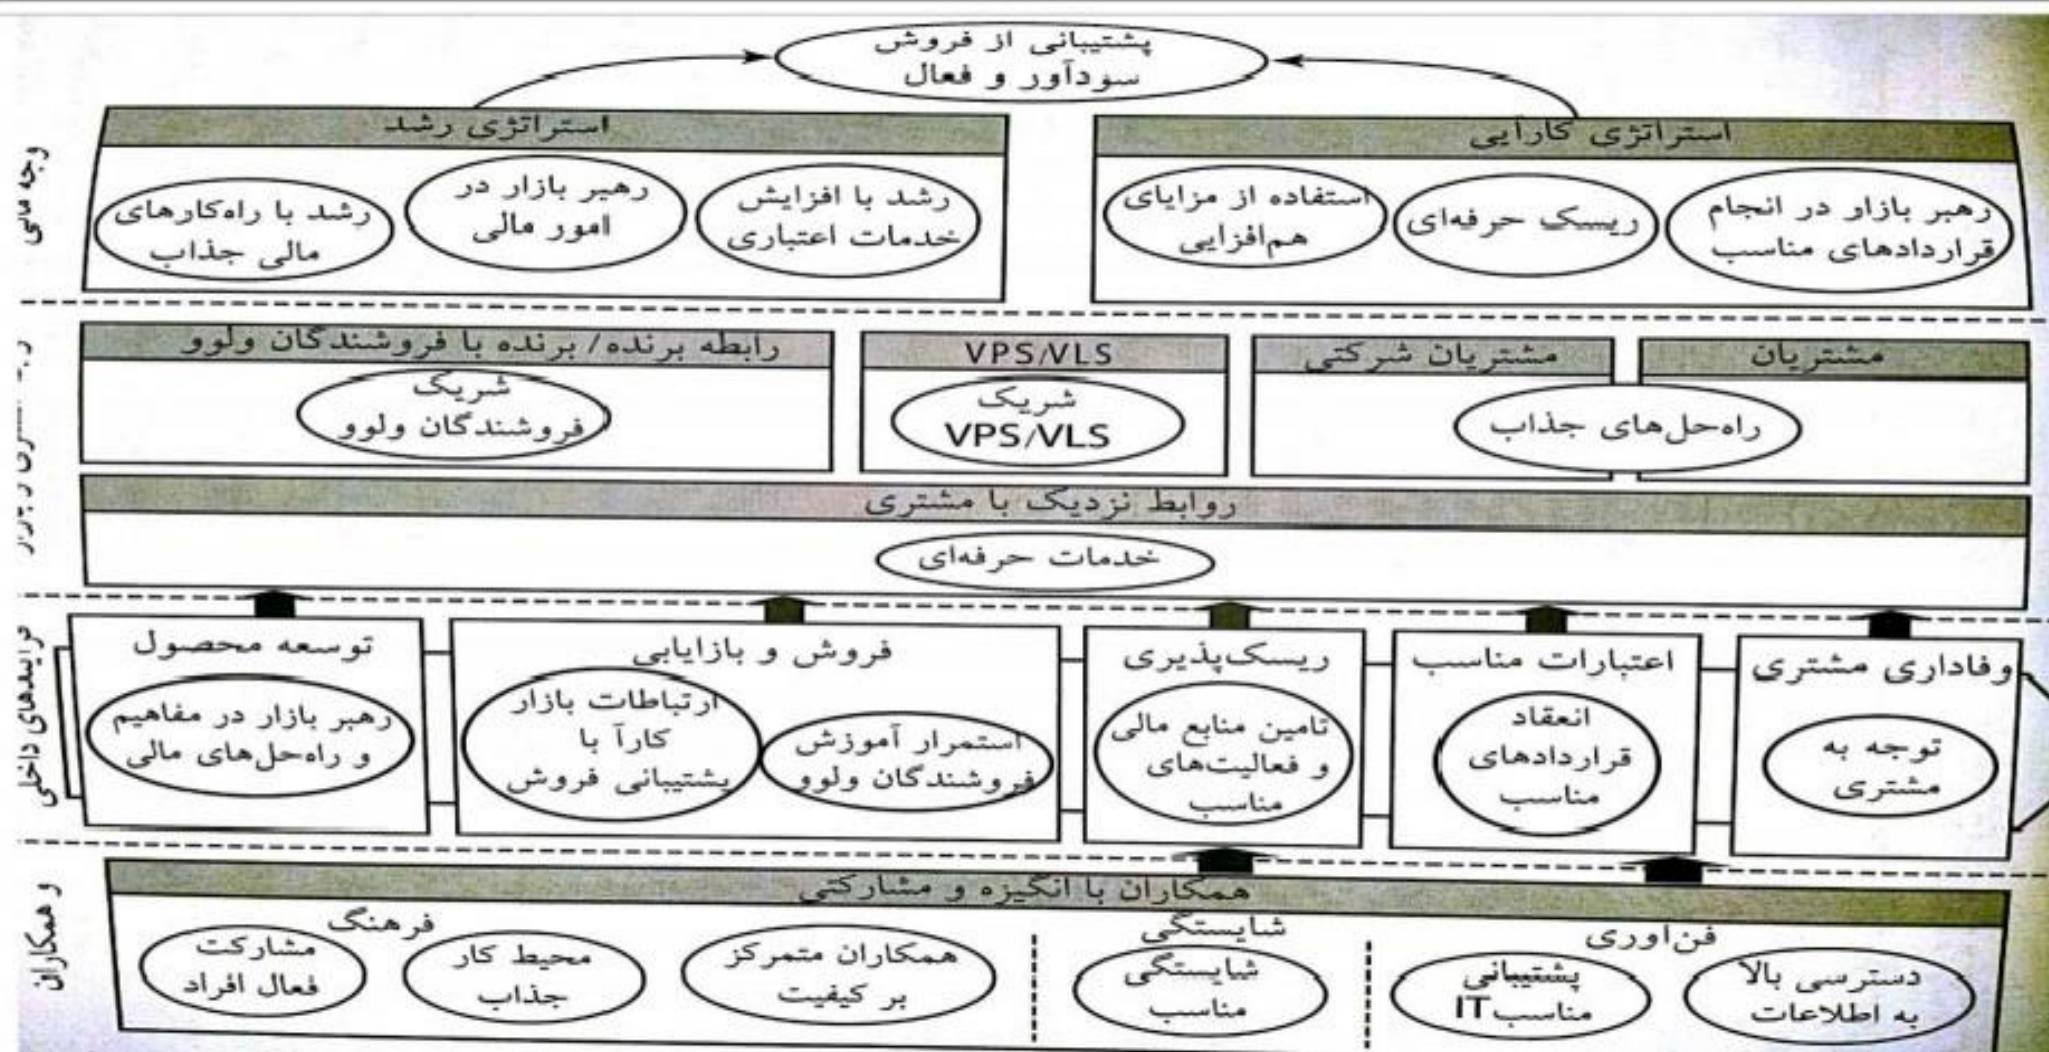 پشتیبانی از فروش
سودآور و فعال
وجه مالی
استراتژی کارآیی
رهبر بازار در انجام
قراردادهای مناسب
ریسک حرفه‌ای
استفاده از مزایای
هم‌افزایی
استراتژی رشد
رشد با افزایش
خدمات اعتباری
رهبر بازار در
امور مالی
رشد با راه‌کارهای
مالی جذاب
مشتریان
مشتریان شرکتی
راه‌حل‌های جذاب
VPS/VLS
شریک
VPS/VLS
رابطه برنده/ برنده با فروشندگان ولوو
شریک
فروشندگان ولوو
روابط نزدیک با مشتری
خدمات حرفه‌ای
فرایندهای داخلی
وفاداری مشتری
توجه به
مشتری
اعتبارات مناسب
انعقاد
قراردادهای
مناسب
ریسک‌پذیری
تامین منابع مالی
و فعالیت‌های
مناسب
فروش و بازایابی
استمرار آموزش
فروشندگان ولوو
ارتباطات بازار
کارآ با
پشتیبانی فروش
توسعه محصول
رهبر بازار در مفاهیم
و راه‌حل‌های مالی
و همکاران
همکاران با انگیزه و مشارکتی
فن‌آوری
دسترسی بالا
به اطلاعات
پشتیبانی
مناسب IT
شایستگی
شایستگی
مناسب
فرهنگ
همکاران متمرکز
بر کیفیت
محیط کار
جذاب
مشارکت
فعال افراد